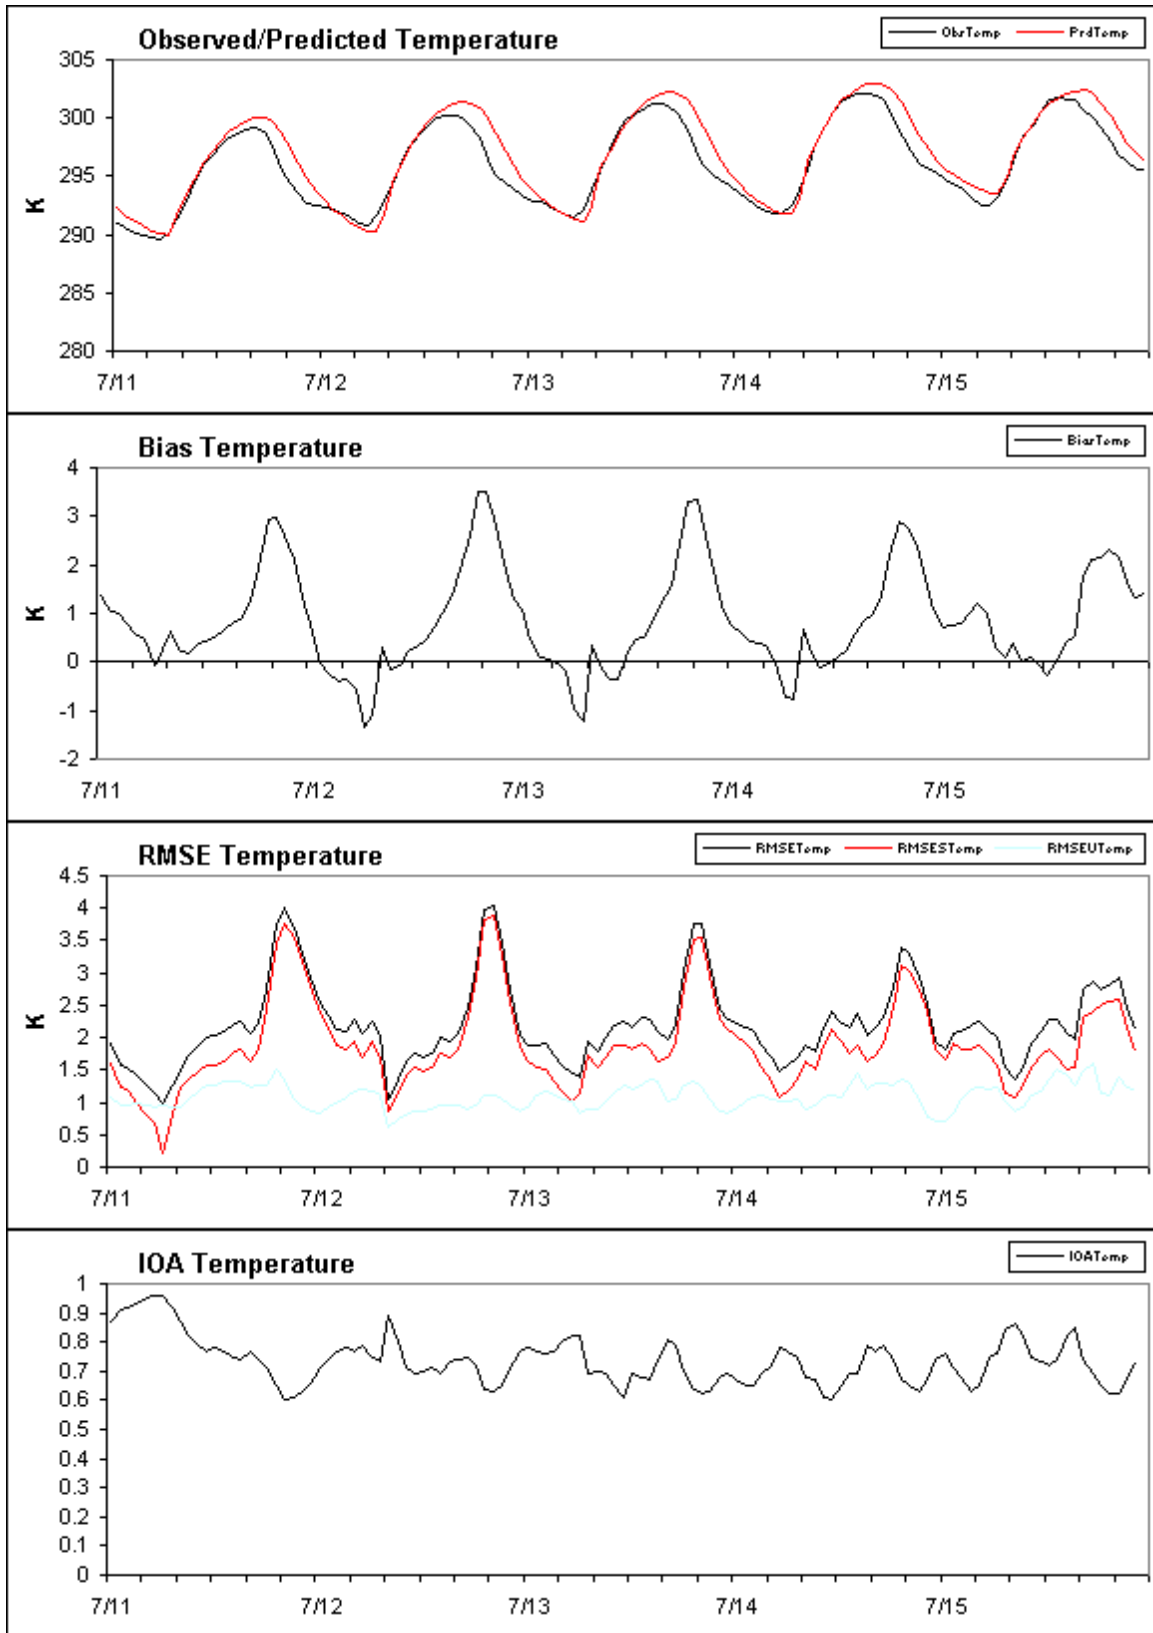 Observed/Predicted Temperature
ObsTemp PrdTemp
305
300
295
290
285
280
K
7/11 7/12 7/13 7/14 7/15
Bias Temperature
BiasTemp
4
3
2
1
0
-1
-2
K
7/11 7/12 7/13 7/14 7/15
RMSE Temperature
RMSETemp RMSESTemp RMSEUTemp
4.5
4
3.5
3
2.5
2
1.5
1
0.5
0
K
7/11 7/12 7/13 7/14 7/15
IOA Temperature
IOATemp
1
0.9
0.8
0.7
0.6
0.5
0.4
0.3
0.2
0.1
0
7/11 7/12 7/13 7/14 7/15